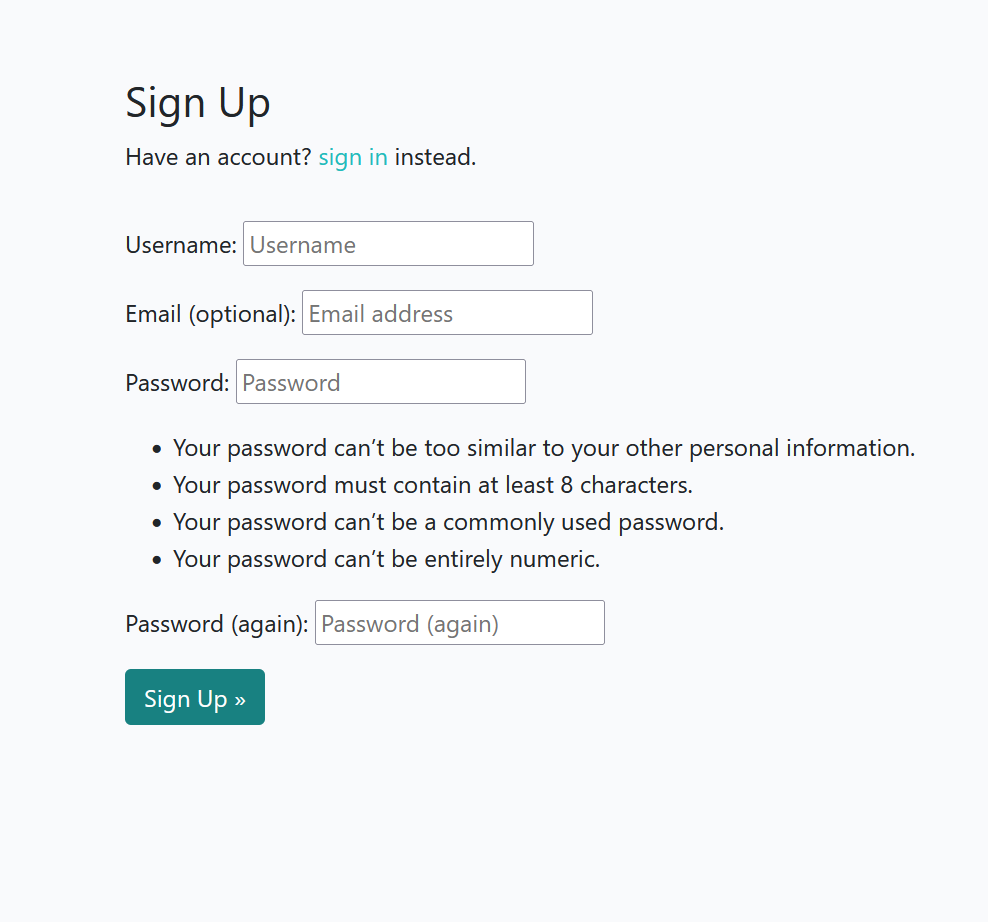 Sign Up
Have an account? sign in instead.
Username: Username
Email (optional): Email address
Password: Password
• Your password can’t be too similar to your other personal information.
• Your password must contain at least 8 characters.
• Your password can’t be a commonly used password.
• Your password can’t be entirely numeric.
Password (again): Password (again)
Sign Up »